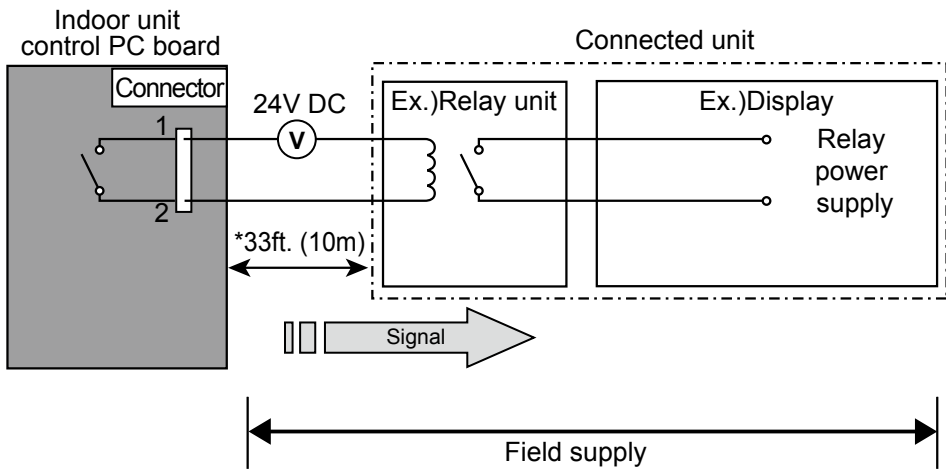 Indoor unit
control PC board
Connector
1
2
24V DC
V
*33ft. (10m)
Connected unit
Ex.)Relay unit
Ex.)Display
Relay
power
supply
Signal
Field supply